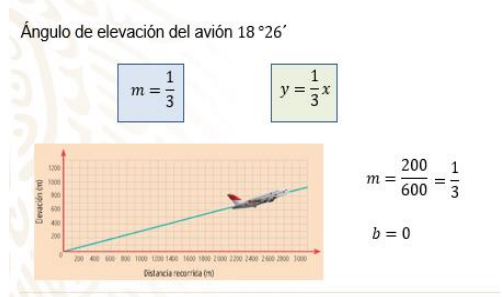 Ángulo de elevación del avión 18 °26´
m = 1/3
y = 1/3 x
Elevación (m)
1200
1000
800
600
400
200
0
200 400 600 800 1000 1200 1400 1600 1800 2000 2200 2400 2600 2800 3000
Distancia recorrida (m)
m = 200/600 = 1/3
b = 0